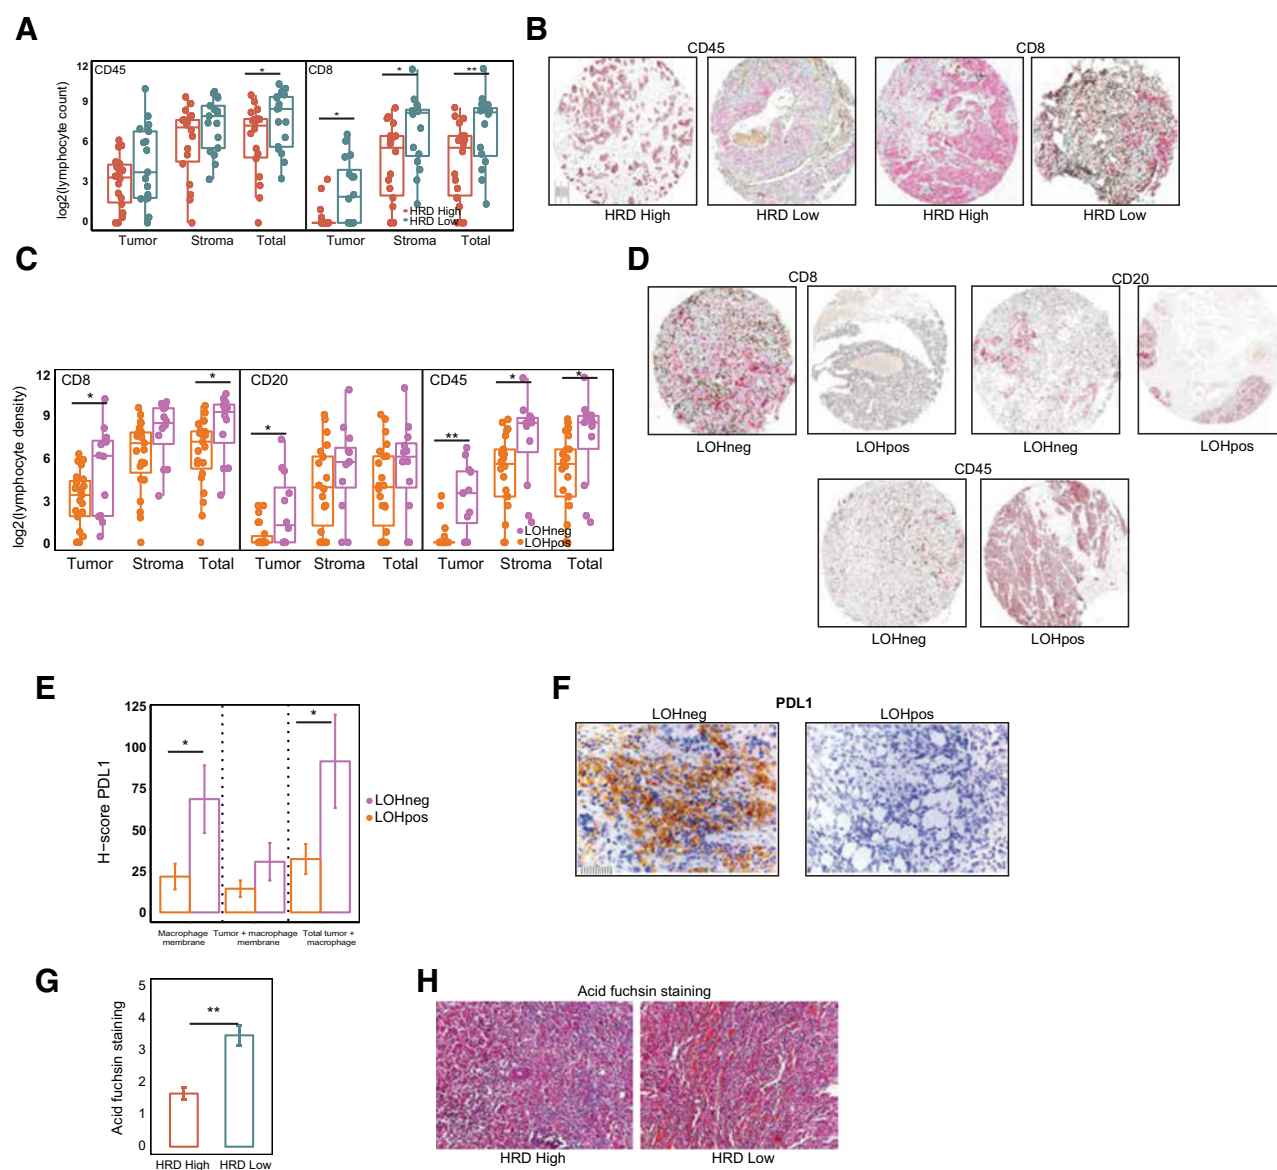 A
CD45
CD8
log2(lymphocyte count)
12
9
6
3
0
*
*
*
**
HRD High
HRD Low
Tumor
Stroma
Total
Tumor
Stroma
Total
B
CD45
CD8
HRD High
HRD Low
HRD High
HRD Low
C
CD8
CD20
CD45
log2(lymphocyte density)
12
9
6
3
0
*
*
*
**
*
*
LOHneg
LOHpos
Tumor
Stroma
Total
Tumor
Stroma
Total
Tumor
Stroma
Total
D
CD8
CD20
LOHneg
LOHpos
LOHneg
LOHpos
CD45
LOHneg
LOHpos
E
H−score PDL1
125
100
75
50
25
0
*
*
LOHneg
LOHpos
Macrophage
membrane
Tumor + macrophage
membrane
Total tumor +
macrophage
F
PDL1
LOHneg
LOHpos
G
Acid fuchsin staining
5
4
3
2
1
0
**
HRD High
HRD Low
H
Acid fuchsin staining
HRD High
HRD Low